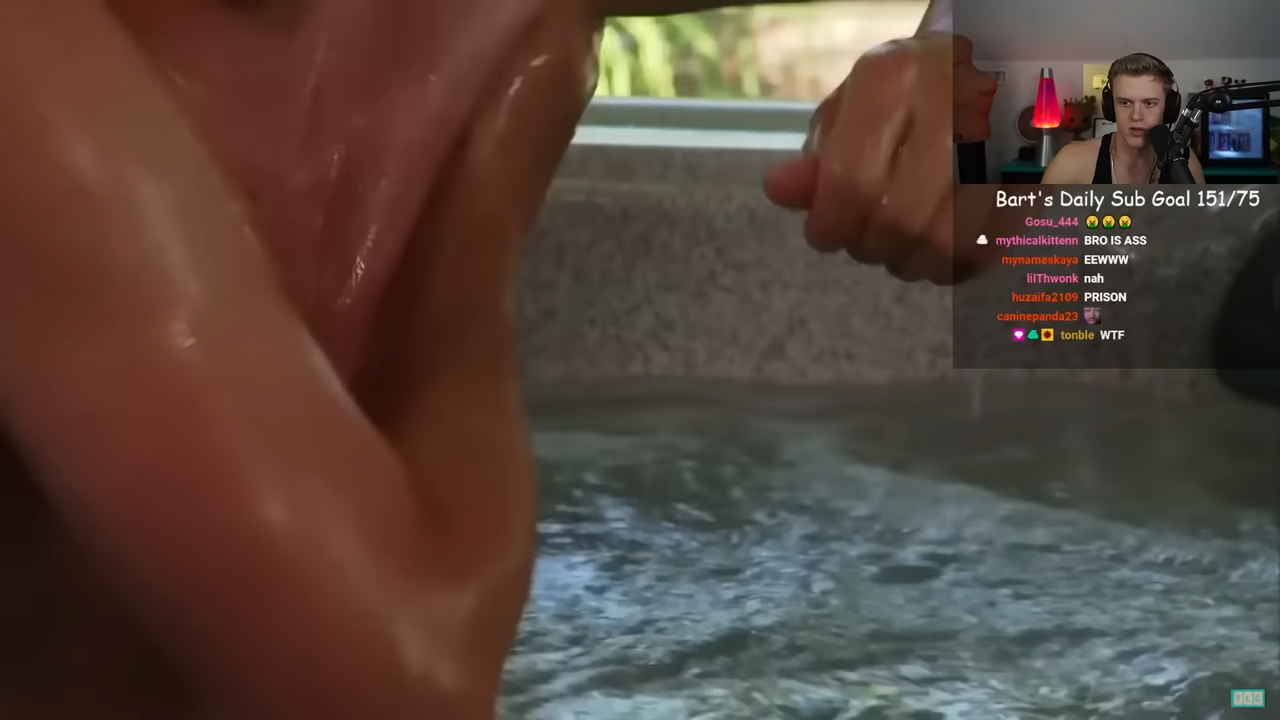 Bart's Daily Sub Goal 151/75
Gosu_444
mythicalkittenn BRO IS ASS
mynameskaya EEWWW
lilThwonk nah
huzaifa2109 PRISON
caninepanda23
tonble WTF
TLC